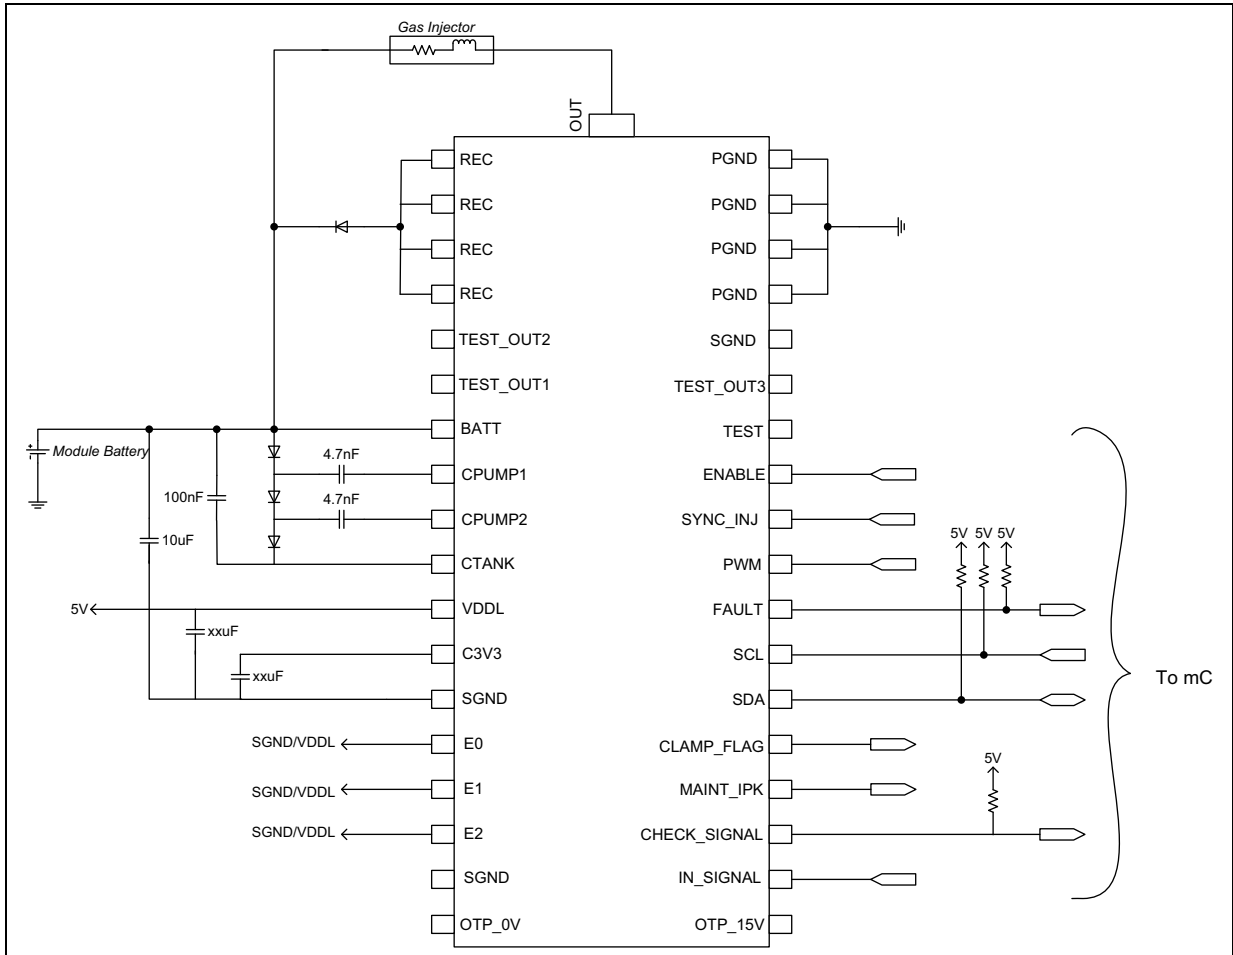 Gas Injector
OUT
REC
PGND
REC
PGND
REC
PGND
REC
PGND
TEST_OUT2
SGND
TEST_OUT1
TEST_OUT3
BATT
TEST
Module Battery
4.7nF
CPUMP1
ENABLE
100nF
4.7nF
CPUMP2
SYNC_INJ
10uF
5V 5V 5V
CTANK
PWM
5V
VDDL
FAULT
xxuF
C3V3
SCL
xxuF
To mC
SGND
SDA
SGND/VDDL
E0
CLAMP_FLAG
5V
SGND/VDDL
E1
MAINT_IPK
SGND/VDDL
E2
CHECK_SIGNAL
SGND
IN_SIGNAL
OTP_0V
OTP_15V